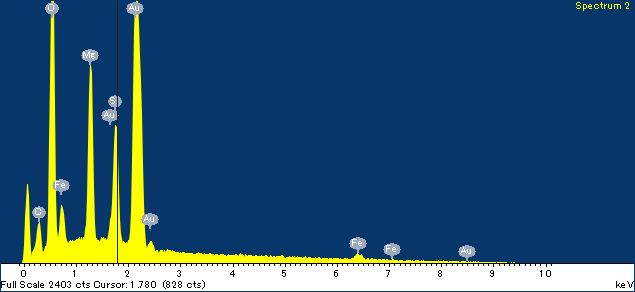 Spectrum 2
O
Au
Mg
Si
Au
Fe
C
Au
Fe
Fe
Au
0 1 2 3 4 5 6 7 8 9 10
Full Scale 2403 cts Cursor: 1.780 (828 cts)
keV